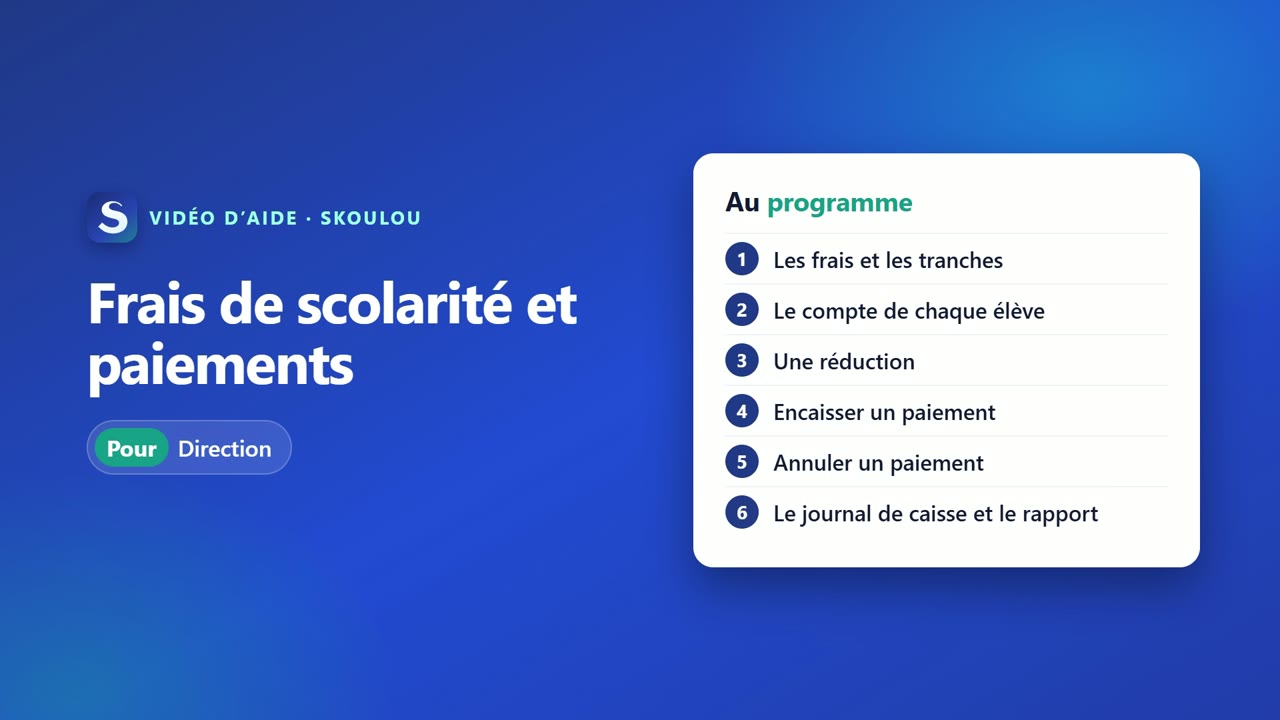 S
VIDÉO D’AIDE · SKOULOU
Frais de scolarité et
paiements
Pour Direction
Au programme
1 Les frais et les tranches
2 Le compte de chaque élève
3 Une réduction
4 Encaisser un paiement
5 Annuler un paiement
6 Le journal de caisse et le rapport